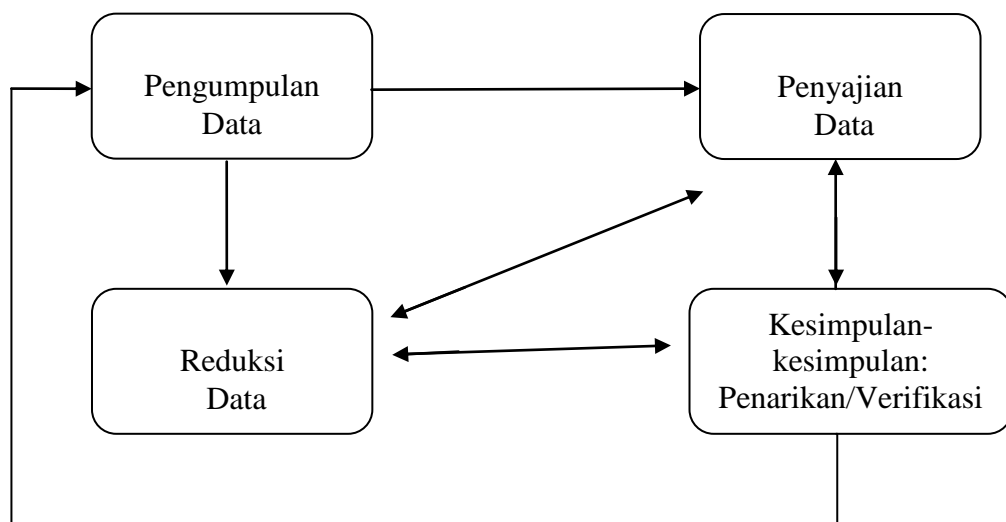 Pengumpulan
Data
Penyajian
Data
Reduksi
Data
Kesimpulan-
kesimpulan:
Penarikan/Verifikasi